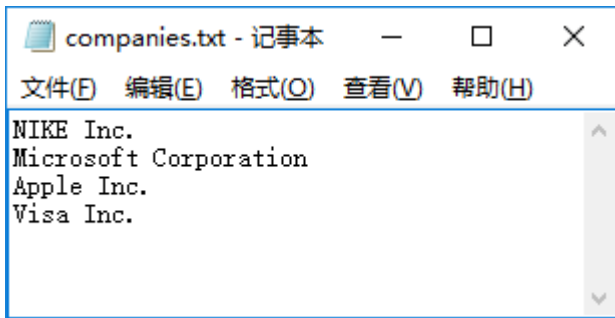 companies.txt - 记事本
文件(F) 编辑(E) 格式(O) 查看(V) 帮助(H)
NIKE Inc.
Microsoft Corporation
Apple Inc.
Visa Inc.